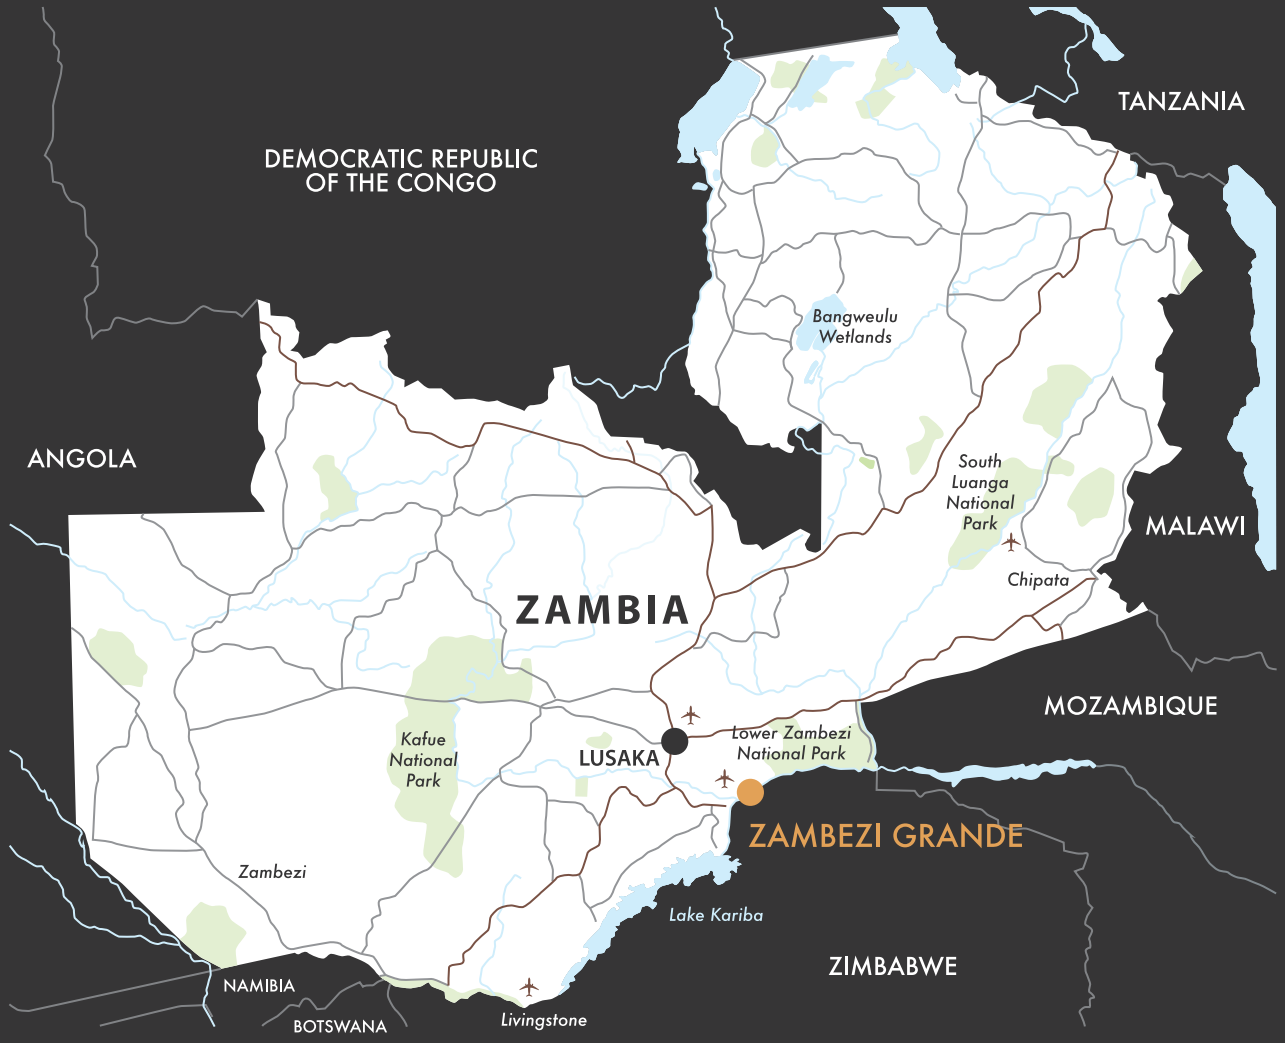 TANZANIA
DEMOCRATIC REPUBLIC
OF THE CONGO
Bangweulu
Wetlands
ANGOLA
South
Luanga
National
Park
MALAWI
Chipata
ZAMBIA
MOZAMBIQUE
Kafue
National
Park
LUSAKA
Lower Zambezi
National Park
ZAMBEZI GRANDE
Zambezi
Lake Kariba
ZIMBABWE
NAMIBIA
BOTSWANA
Livingstone